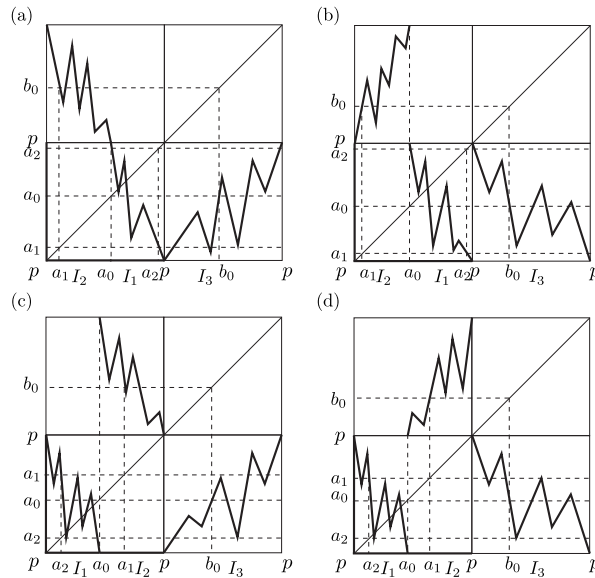 (a)
b₀
p
a₂
a₀
a₁
p a₁ I₂ a₀ I₁ a₂ p I₃ b₀ p
(b)
b₀
p
a₂
a₀
a₁
p a₁ I₂ a₀ I₁ a₂ p b₀ I₃ p
(c)
b₀
p
a₁
a₀
a₂
p a₂ I₁ a₀ a₁ I₂ p b₀ I₃ p
(d)
b₀
p
a₁
a₀
a₂
p a₂ I₁ a₀ a₁ I₂ p b₀ I₃ p